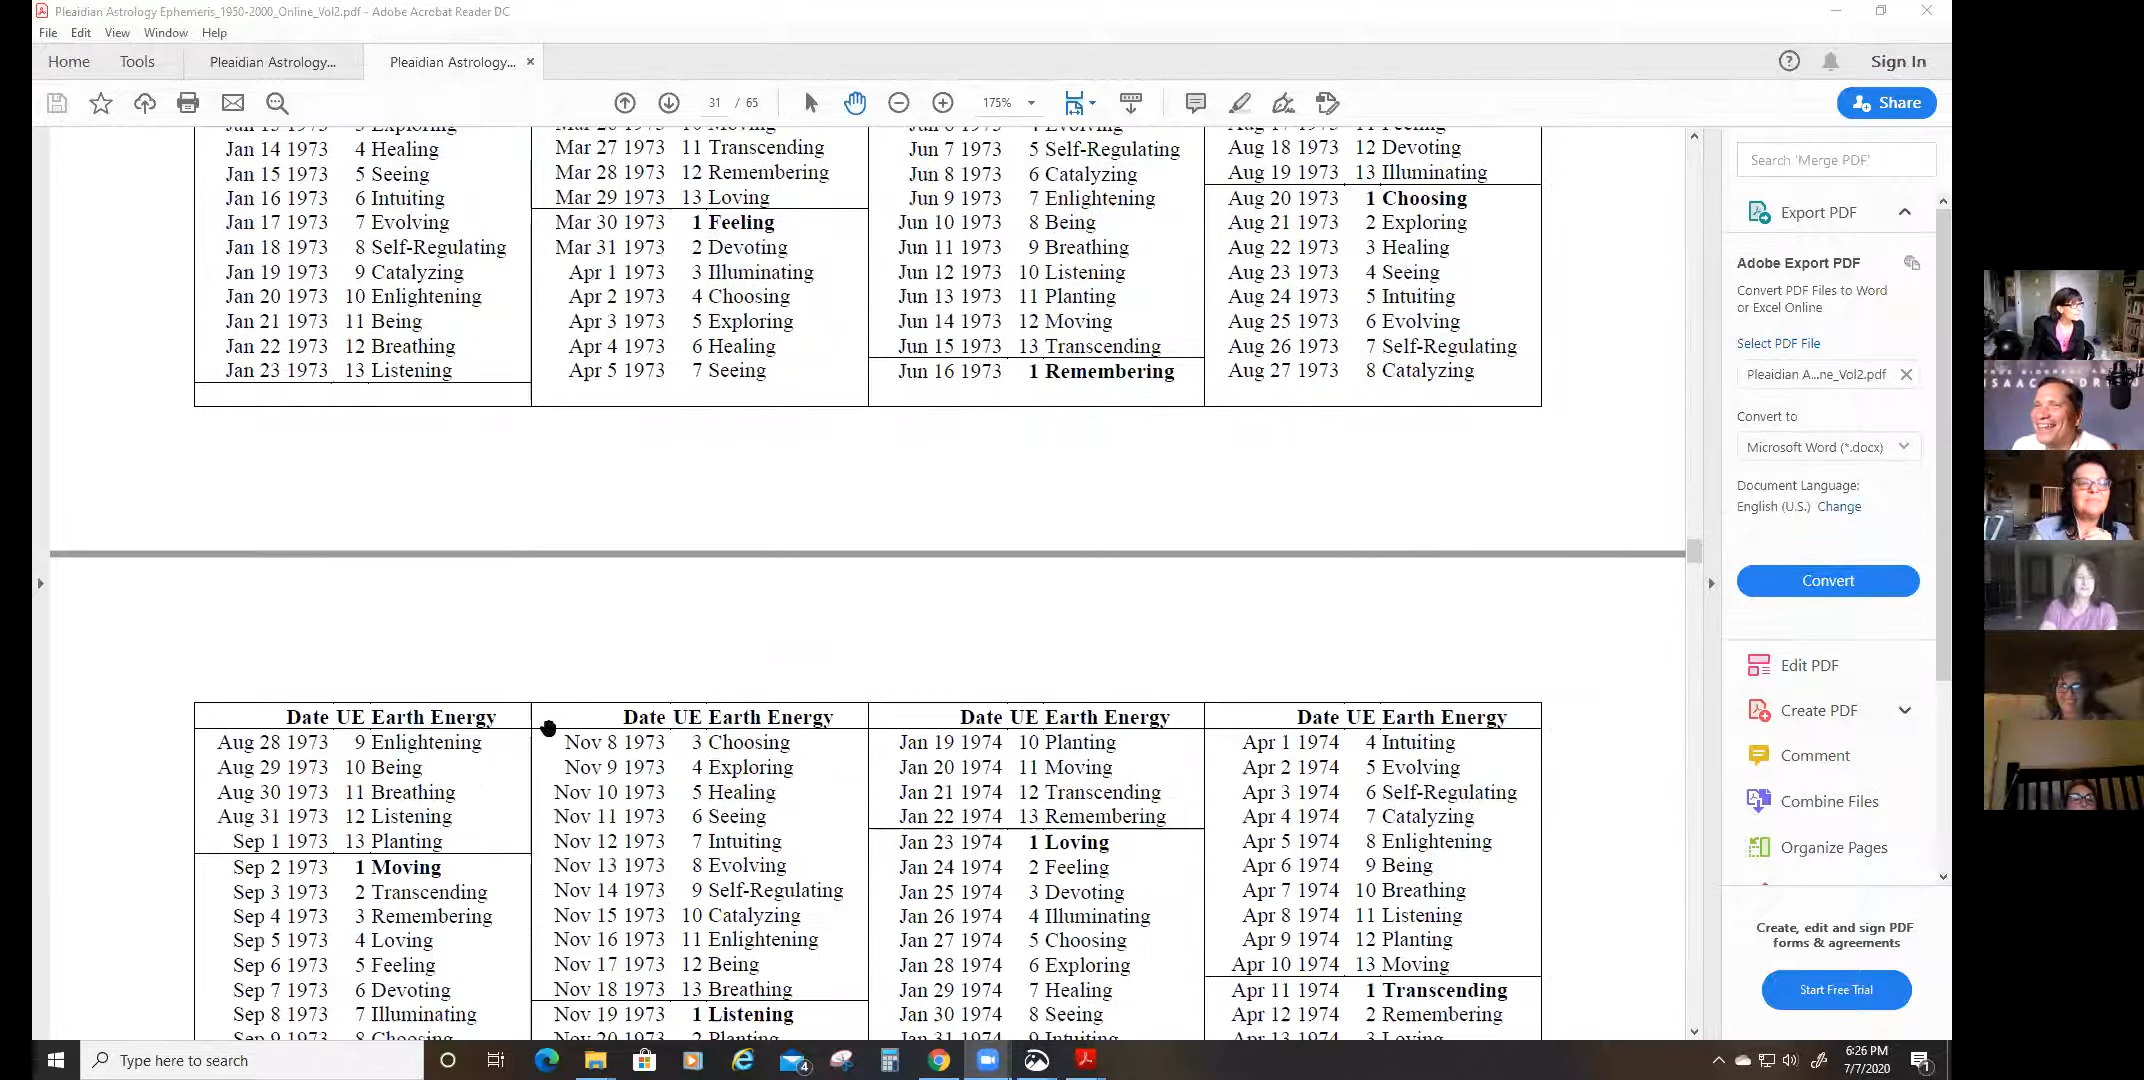 Pleaidian Astrology Ephemeris_1950-2000_Online_Vol2.pdf - Adobe Acrobat Reader DC
File Edit View Window Help
Home Tools Pleaidian Astrology... Pleaidian Astrology... × Sign In
31 / 65 175% Share
Jan 14 1973 4 Healing
Jan 15 1973 5 Seeing
Jan 16 1973 6 Intuiting
Jan 17 1973 7 Evolving
Jan 18 1973 8 Self-Regulating
Jan 19 1973 9 Catalyzing
Jan 20 1973 10 Enlightening
Jan 21 1973 11 Being
Jan 22 1973 12 Breathing
Jan 23 1973 13 Listening
Mar 27 1973 11 Transcending
Mar 28 1973 12 Remembering
Mar 29 1973 13 Loving
Mar 30 1973 1 Feeling
Mar 31 1973 2 Devoting
Apr 1 1973 3 Illuminating
Apr 2 1973 4 Choosing
Apr 3 1973 5 Exploring
Apr 4 1973 6 Healing
Apr 5 1973 7 Seeing
Jun 6 1973 4 Evolving
Jun 7 1973 5 Self-Regulating
Jun 8 1973 6 Catalyzing
Jun 9 1973 7 Enlightening
Jun 10 1973 8 Being
Jun 11 1973 9 Breathing
Jun 12 1973 10 Listening
Jun 13 1973 11 Planting
Jun 14 1973 12 Moving
Jun 15 1973 13 Transcending
Jun 16 1973 1 Remembering
Aug 18 1973 12 Devoting
Aug 19 1973 13 Illuminating
Aug 20 1973 1 Choosing
Aug 21 1973 2 Exploring
Aug 22 1973 3 Healing
Aug 23 1973 4 Seeing
Aug 24 1973 5 Intuiting
Aug 25 1973 6 Evolving
Aug 26 1973 7 Self-Regulating
Aug 27 1973 8 Catalyzing
Date UE Earth Energy
Aug 28 1973 9 Enlightening
Aug 29 1973 10 Being
Aug 30 1973 11 Breathing
Aug 31 1973 12 Listening
Sep 1 1973 13 Planting
Sep 2 1973 1 Moving
Sep 3 1973 2 Transcending
Sep 4 1973 3 Remembering
Sep 5 1973 4 Loving
Sep 6 1973 5 Feeling
Sep 7 1973 6 Devoting
Sep 8 1973 7 Illuminating
Sep 9 1973 8 Choosing
Date UE Earth Energy
Nov 8 1973 3 Choosing
Nov 9 1973 4 Exploring
Nov 10 1973 5 Healing
Nov 11 1973 6 Seeing
Nov 12 1973 7 Intuiting
Nov 13 1973 8 Evolving
Nov 14 1973 9 Self-Regulating
Nov 15 1973 10 Catalyzing
Nov 16 1973 11 Enlightening
Nov 17 1973 12 Being
Nov 18 1973 13 Breathing
Nov 19 1973 1 Listening
Nov 20 1973 2 Planting
Date UE Earth Energy
Jan 19 1974 10 Planting
Jan 20 1974 11 Moving
Jan 21 1974 12 Transcending
Jan 22 1974 13 Remembering
Jan 23 1974 1 Loving
Jan 24 1974 2 Feeling
Jan 25 1974 3 Devoting
Jan 26 1974 4 Illuminating
Jan 27 1974 5 Choosing
Jan 28 1974 6 Exploring
Jan 29 1974 7 Healing
Jan 30 1974 8 Seeing
Jan 31 1974 9 Intuiting
Date UE Earth Energy
Apr 1 1974 4 Intuiting
Apr 2 1974 5 Evolving
Apr 3 1974 6 Self-Regulating
Apr 4 1974 7 Catalyzing
Apr 5 1974 8 Enlightening
Apr 6 1974 9 Being
Apr 7 1974 10 Breathing
Apr 8 1974 11 Listening
Apr 9 1974 12 Planting
Apr 10 1974 13 Moving
Apr 11 1974 1 Transcending
Apr 12 1974 2 Remembering
Apr 13 1974 3 Loving
Search 'Merge PDF'
Export PDF
Adobe Export PDF
Convert PDF Files to Word
or Excel Online
Select PDF File
Pleaidian A...ne_Vol2.pdf ×
Convert to
Microsoft Word (*.docx)
Document Language:
English (U.S.) Change
Convert
Edit PDF
Create PDF
Comment
Combine Files
Organize Pages
Create, edit and sign PDF
forms & agreements
Start Free Trial
Type here to search
4
6:26 PM
7/7/2020
1